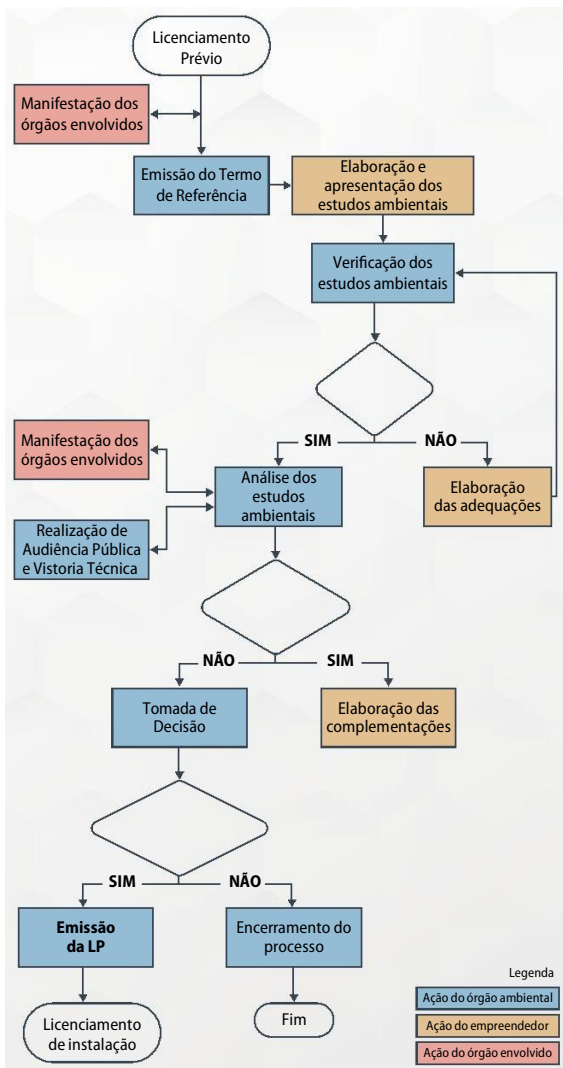 Licenciamento
Prévio
Manifestação dos
órgãos envolvidos
Emissão do Termo
de Referência
Elaboração e
apresentação dos
estudos ambientais
Verificação dos
estudos ambientais
SIM
NÃO
Manifestação dos
órgãos envolvidos
Análise dos
estudos
ambientais
Elaboração
das adequações
Realização de
Audiência Pública
e Vistoria Técnica
NÃO
SIM
Tomada de
Decisão
Elaboração das
complementações
SIM
NÃO
Emissão
da LP
Encerramento do
processo
Licenciamento
de instalação
Fim
Legenda
Ação do órgão ambiental
Ação do empreendedor
Ação do órgão envolvido